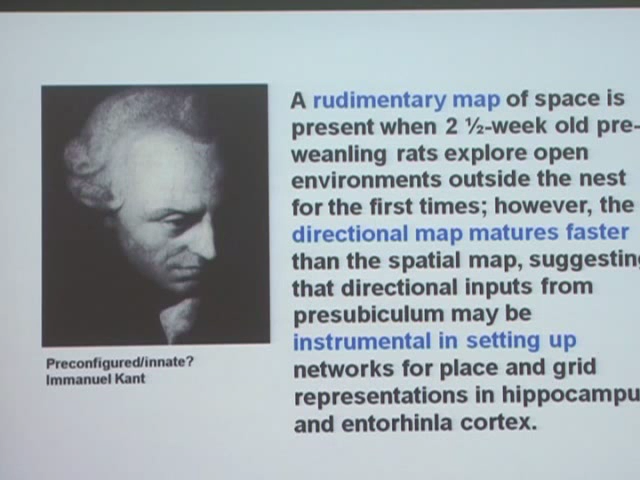 A rudimentary map of space is
present when 2 ½-week old pre-
weanling rats explore open
environments outside the nest
for the first times; however, the
directional map matures faster
than the spatial map, suggesting
that directional inputs from
presubiculum may be
instrumental in setting up
networks for place and grid
representations in hippocampu
and entorhinla cortex.
Preconfigured/innate?
Immanuel Kant